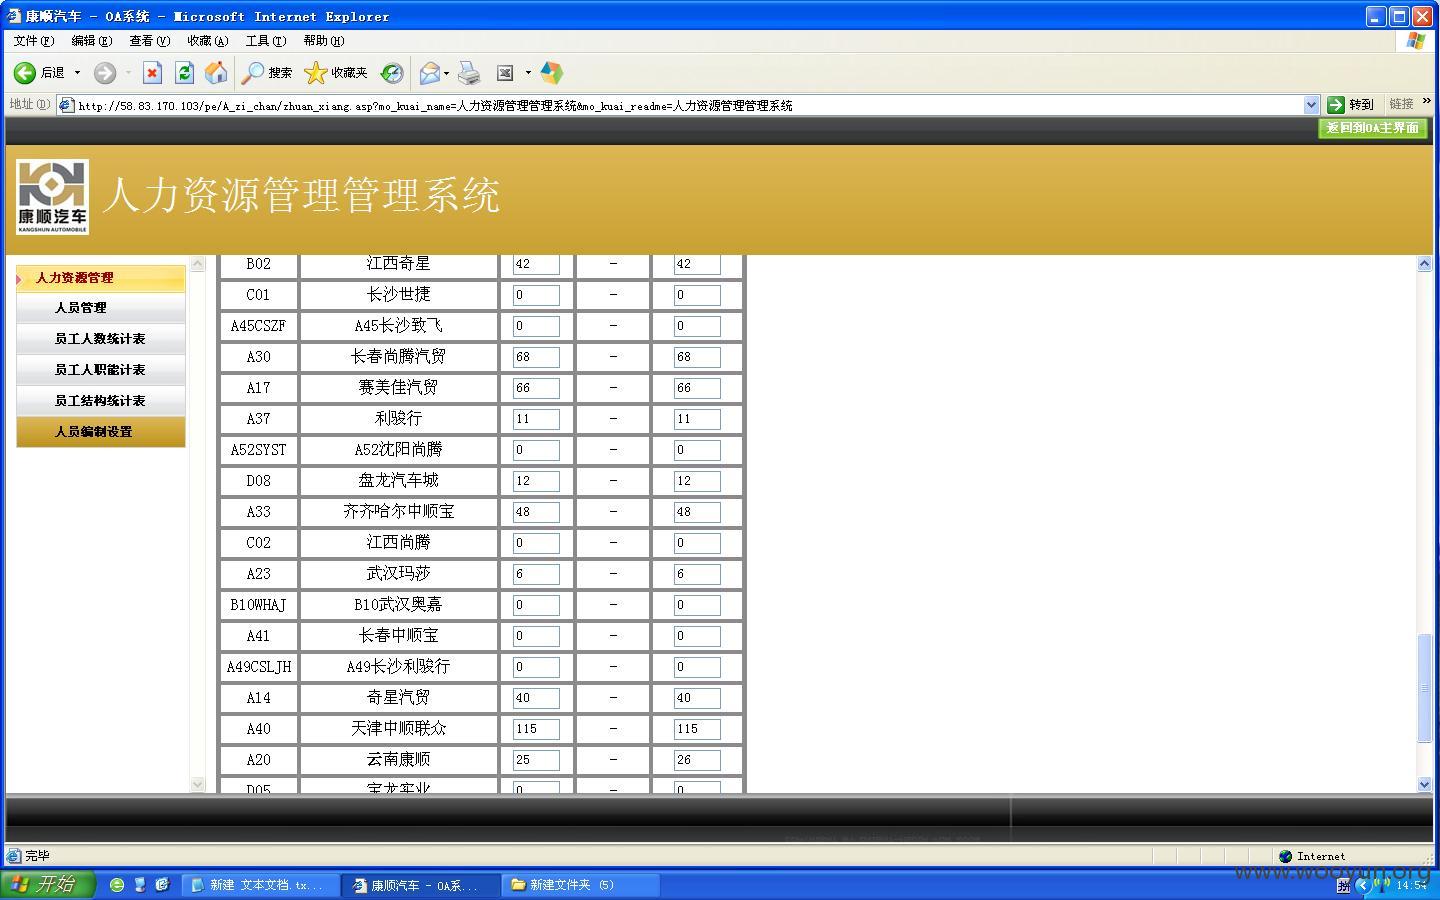 康顺汽车 - OA系统 - Microsoft Internet Explorer
文件(F) 编辑(E) 查看(V) 收藏(A) 工具(T) 帮助(H)
后退 搜索 收藏夹
地址(D) http://58.83.170.103/pe/A_zi_chan/zhuan_xiang.asp?mo_kuai_name=人力资源管理管理系统&mo_kuai_readme=人力资源管理管理系统 转到 链接 »
返回到OA主界面
康顺汽车
KANGSHUN AUTOMOBILE
人力资源管理管理系统
人力资源管理
人员管理
员工人数统计表
员工人职能计表
员工结构统计表
人员编制设置
B02 江西奇星 42 - 42
C01 长沙世捷 0 - 0
A45CSZF A45长沙致飞 0 - 0
A30 长春尚腾汽贸 68 - 68
A17 赛美佳汽贸 66 - 66
A37 利骏行 11 - 11
A52SYST A52沈阳尚腾 0 - 0
D08 盘龙汽车城 12 - 12
A33 齐齐哈尔中顺宝 48 - 48
C02 江西尚腾 0 - 0
A23 武汉玛莎 6 - 6
B10WHAJ B10武汉奥嘉 0 - 0
A41 长春中顺宝 0 - 0
A49CSLJH A49长沙利骏行 0 - 0
A14 奇星汽贸 40 - 40
A40 天津中顺联众 115 - 115
A20 云南康顺 25 - 26
D05 宝龙实业 0 - 0
完毕 Internet
www.wooyun.org
开始 新建 文本文档.tx... 康顺汽车 - OA系... 新建文件夹 (5) 拼 14:54